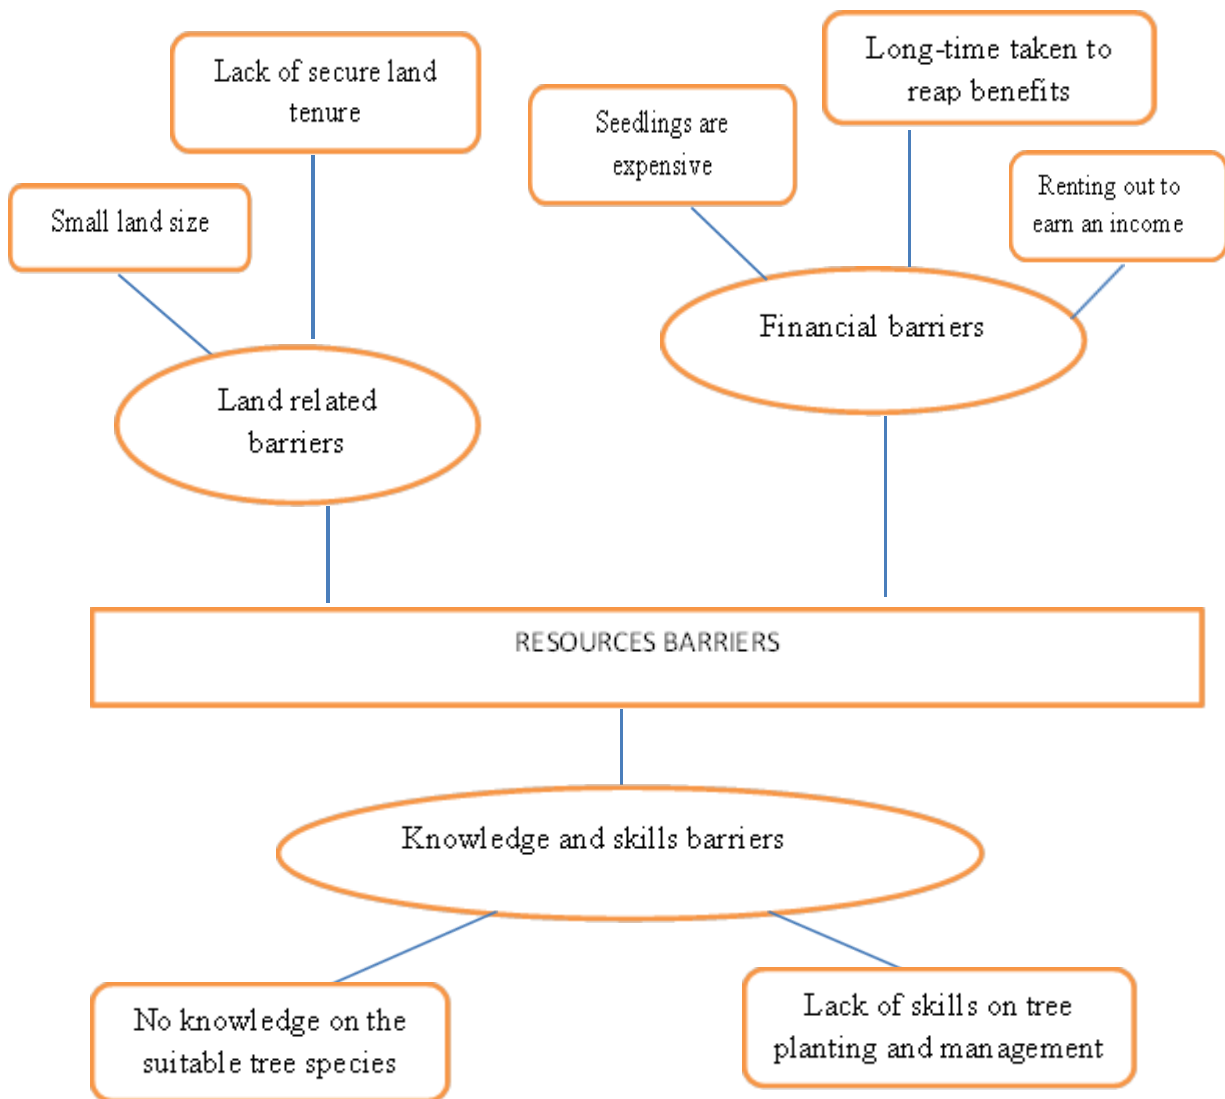 Lack of secure land
tenure
Small land size
Land related
barriers
Long-time taken to
reap benefits
Seedlings are
expensive
Renting out to
earn an income
Financial barriers
RESOURCES BARRIERS
Knowledge and skills barriers
No knowledge on the
suitable tree species
Lack of skills on tree
planting and management